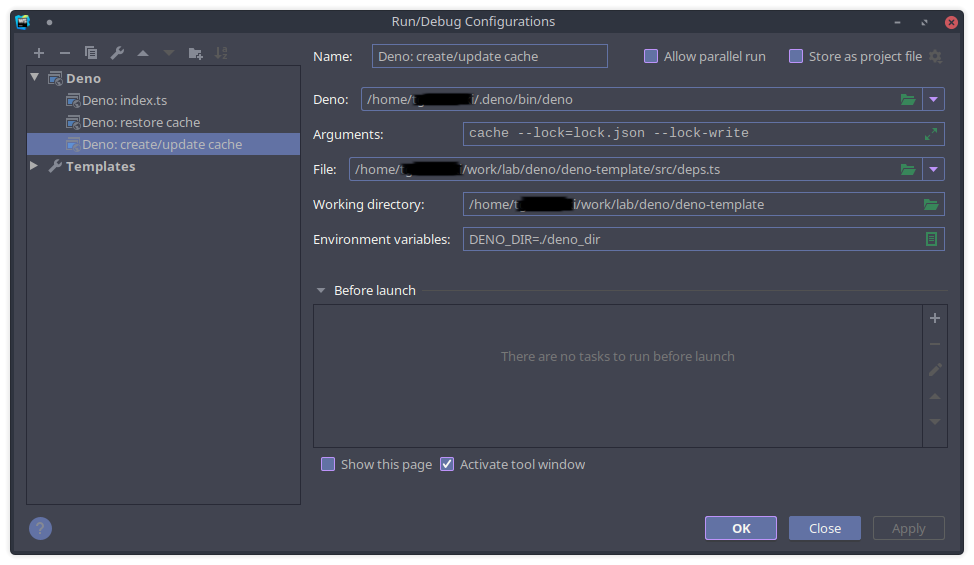 Run/Debug Configurations
Name: Deno: create/update cache Allow parallel run Store as project file
Deno
Deno: index.ts
Deno: restore cache
Deno: create/update cache
Templates
Deno: /home/ /.deno/bin/deno
Arguments: cache --lock=lock.json --lock-write
File: /home/ /work/lab/deno/deno-template/src/deps.ts
Working directory: /home/ i/work/lab/deno/deno-template
Environment variables: DENO_DIR=./deno_dir
Before launch
There are no tasks to run before launch
Show this page Activate tool window
? OK Close Apply